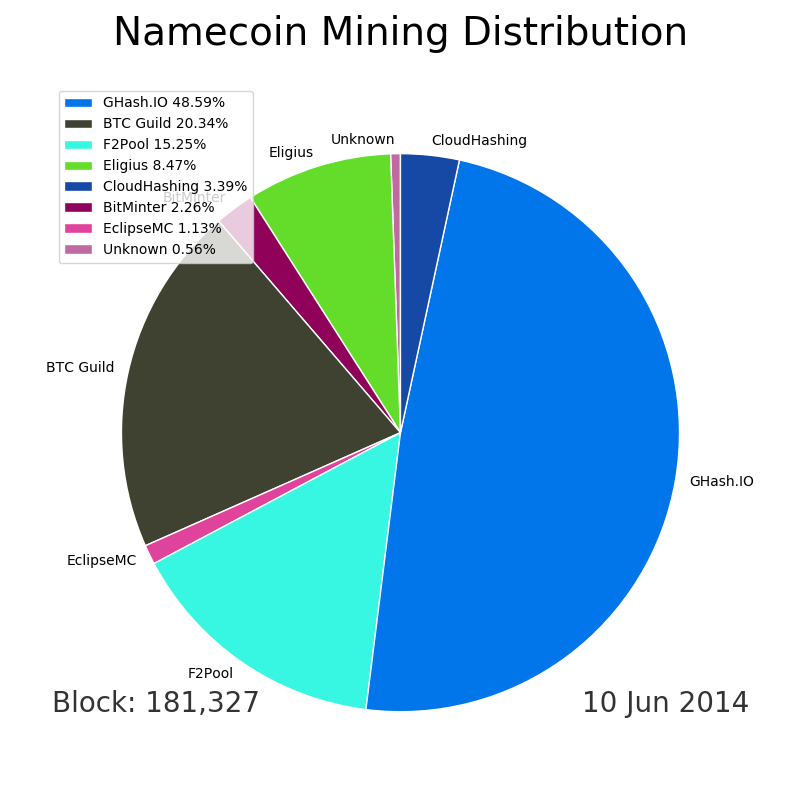 Namecoin Mining Distribution
GHash.IO 48.59%
BTC Guild 20.34%
F2Pool 15.25%
Eligius 8.47%
CloudHashing 3.39%
BitMinter 2.26%
EclipseMC 1.13%
Unknown 0.56%
Unknown
CloudHashing
Eligius
BitMinter
BTC Guild
GHash.IO
EclipseMC
F2Pool
Block: 181,327
10 Jun 2014